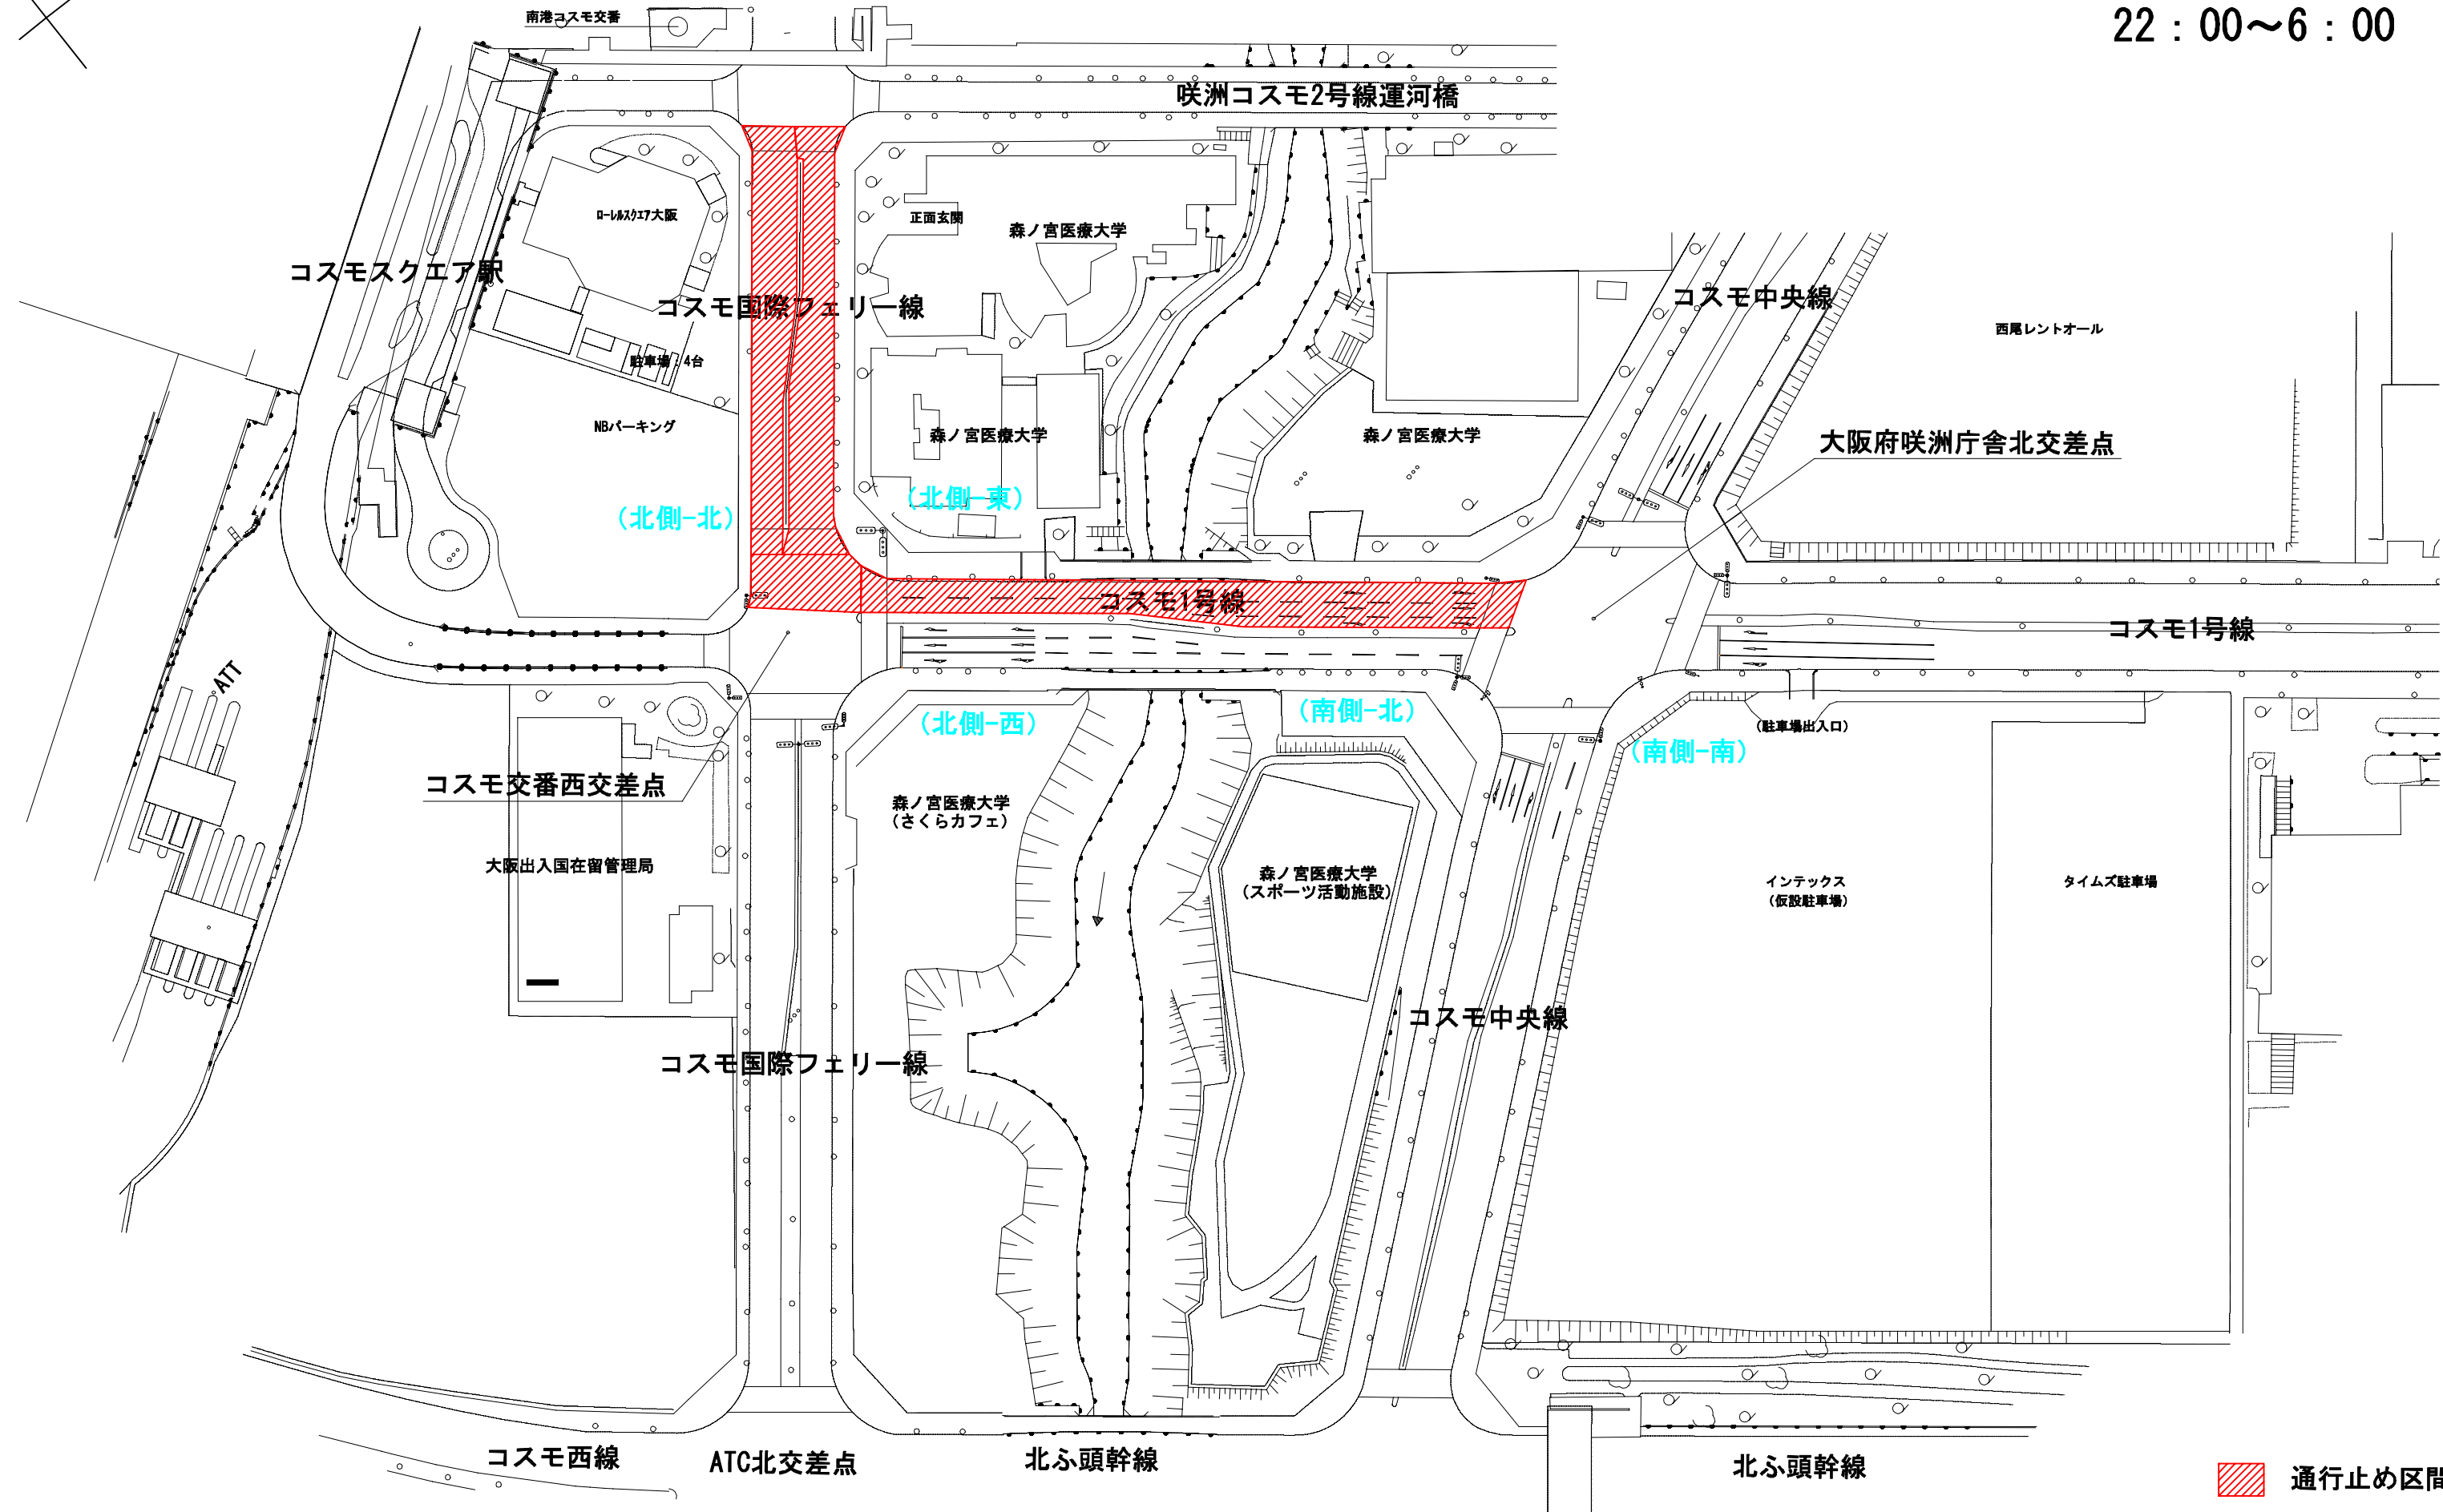 南港コスモ交番
22：00～6：00
咲洲コスモ2号線運河橋
ローレルスクエア大阪
正面玄関
森ノ宮医療大学
コスモスクエア駅
コスモ国際フェリー線
コスモ中央線
西尾レントオール
駐車場：4台
NBパーキング
森ノ宮医療大学
森ノ宮医療大学
大阪府咲洲庁舎北交差点
(北側-北)
(北側-東)
コスモ1号線
コスモ1号線
ATT
(北側-西)
(南側-北)
(南側-南)
(駐車場出入口)
コスモ交番西交差点
森ノ宮医療大学
(さくらカフェ)
大阪出入国在留管理局
森ノ宮医療大学
(スポーツ活動施設)
インテックス
(仮設駐車場)
タイムズ駐車場
コスモ中央線
コスモ国際フェリー線
コスモ西線
ATC北交差点
北ふ頭幹線
北ふ頭幹線
通行止め区間